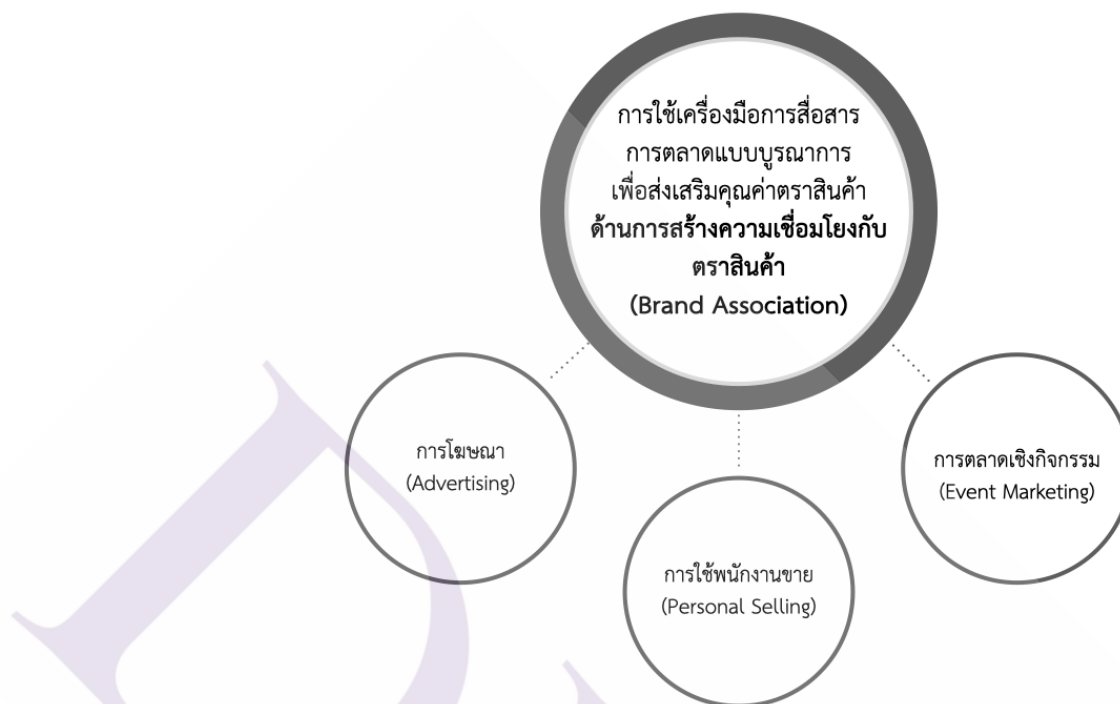 การใช้เครื่องมือการสื่อสาร
การตลาดแบบบูรณาการ
เพื่อส่งเสริมคุณค่าตราสินค้า
ด้านการสร้างความเชื่อมโยงกับ
ตราสินค้า
(Brand Association)
การโฆษณา
(Advertising)
การใช้พนักงานขาย
(Personal Selling)
การตลาดเชิงกิจกรรม
(Event Marketing)